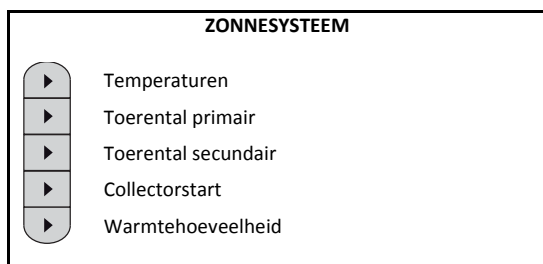 ZONNESYSTEEM
Temperaturen
Toerental primair
Toerental secundair
Collectorstart
Warmtehoeveelheid